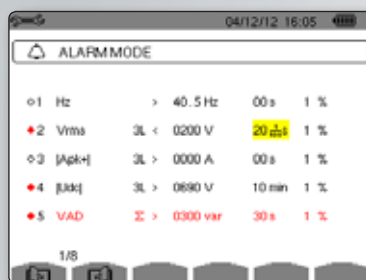 04/12/12 16:05
ALARM MODE
1 Hz > 40.5 Hz 00 s 1 %
2 Vrms 3L < 0200 V 20 s 1 %
3 |Apk+| 3L > 0000 A 00 s 1 %
4 |Udc| 3L > 0690 V 10 min 1 %
5 VAD Σ > 0300 var 30 s 1 %
1/8